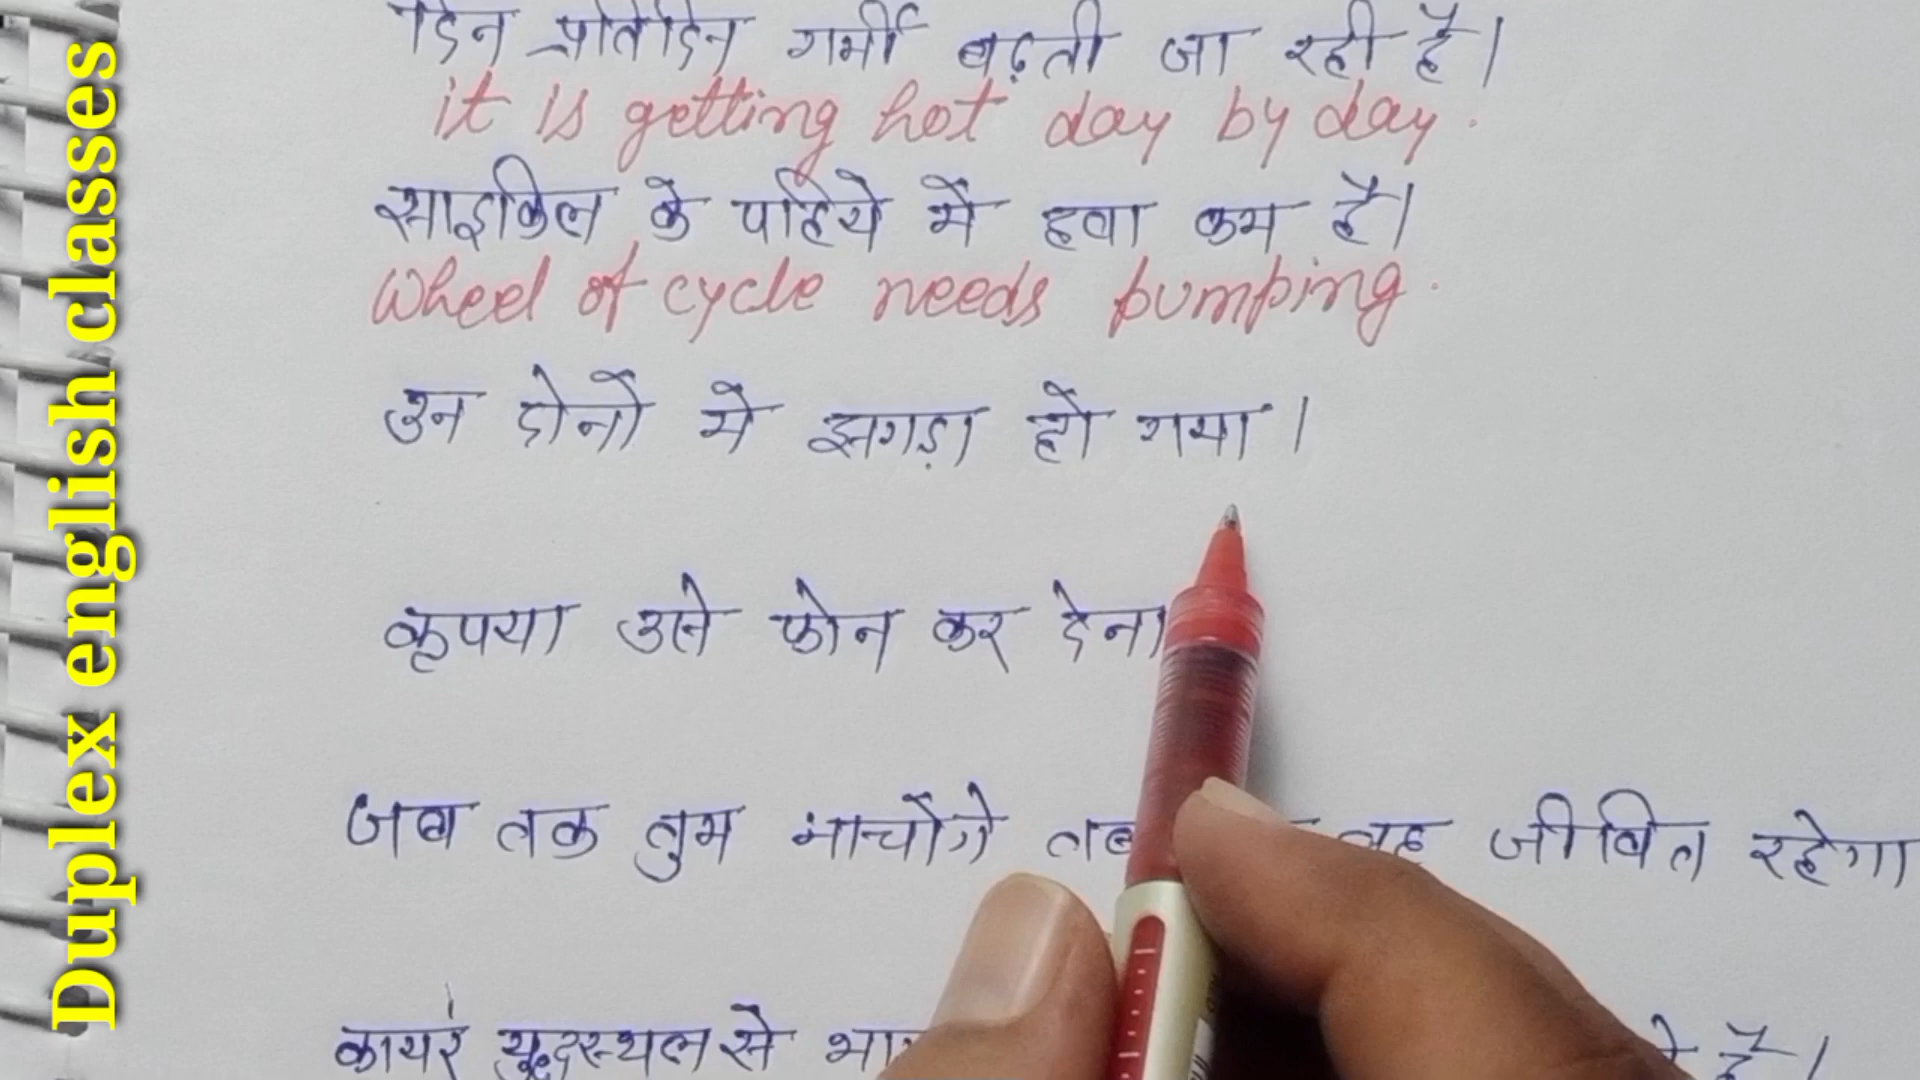 Duplex english classes
दिन प्रतिदिन गर्मी बढ़ती जा रही है।
it is getting hot day by day.
साइकिल के पहिये में हवा कम है।
Wheel of cycle needs pumping.
उन दोनों में झगड़ा हो गया।
कृपया उसे फोन कर देना
जब तक तुम नाचोंगे वह जीवित रहेगा
कायर युद्धस्थल से है।